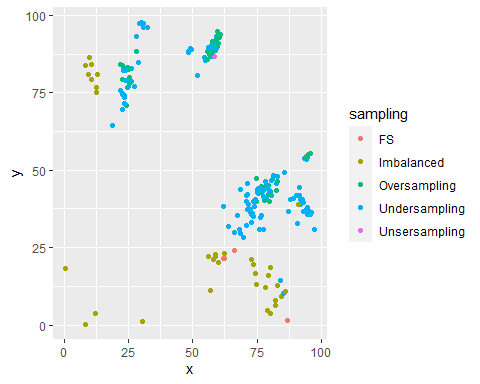 100
75
50
25
0
y
0
25
50
75
100
x
sampling
FS
Imbalanced
Oversampling
Undersampling
Unsersampling